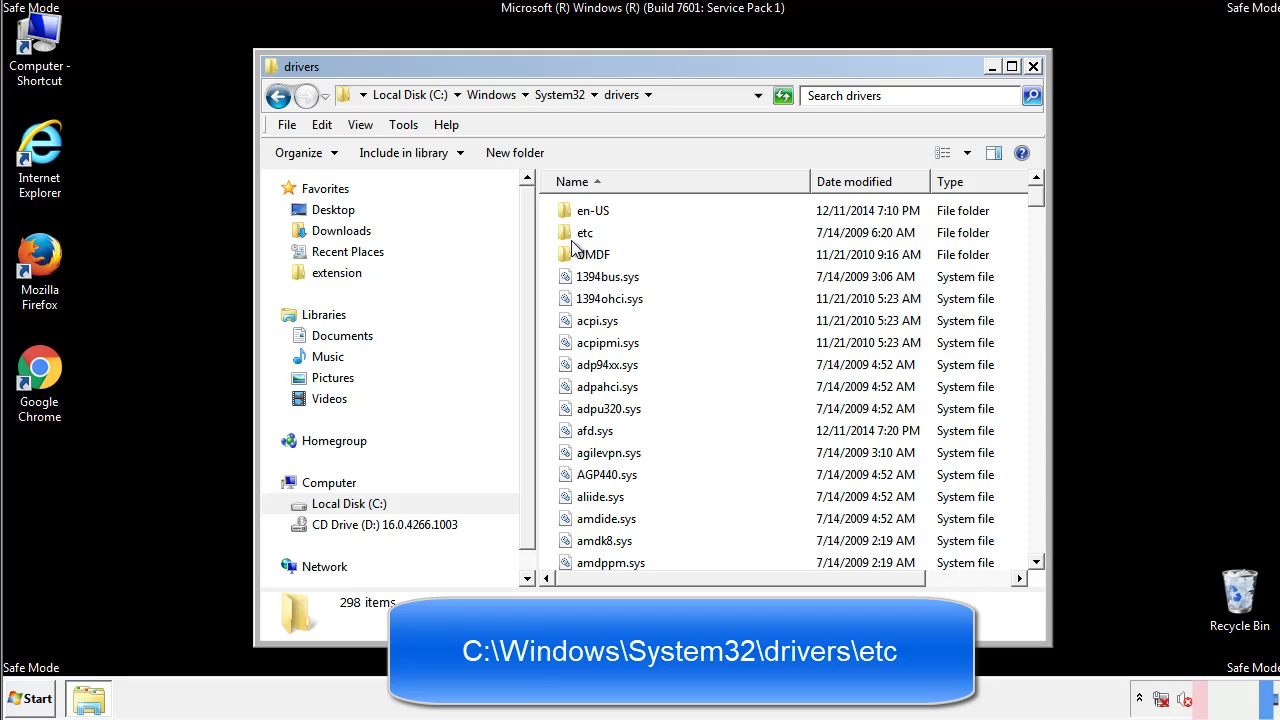 Safe Mode
Microsoft (R) Windows (R) (Build 7601: Service Pack 1)
Safe Mode
Computer -
Shortcut
Internet
Explorer
Mozilla
Firefox
Google
Chrome
drivers
Local Disk (C:) Windows System32 drivers
Search drivers
File Edit View Tools Help
Organize Include in library New folder
Favorites
Desktop
Downloads
Recent Places
extension
Libraries
Documents
Music
Pictures
Videos
Homegroup
Computer
Local Disk (C:)
CD Drive (D:) 16.0.4266.1003
Network
Name Date modified Type
en-US 12/11/2014 7:10 PM File folder
etc 7/14/2009 6:20 AM File folder
UMDF 11/21/2010 9:16 AM File folder
1394bus.sys 7/14/2009 3:06 AM System file
1394ohci.sys 11/21/2010 5:23 AM System file
acpi.sys 11/21/2010 5:23 AM System file
acpipmi.sys 11/21/2010 5:23 AM System file
adp94xx.sys 7/14/2009 4:52 AM System file
adpahci.sys 7/14/2009 4:52 AM System file
adpu320.sys 7/14/2009 4:52 AM System file
afd.sys 12/11/2014 7:20 PM System file
agilevpn.sys 7/14/2009 3:10 AM System file
AGP440.sys 7/14/2009 4:52 AM System file
aliide.sys 7/14/2009 4:52 AM System file
amdide.sys 7/14/2009 4:52 AM System file
amdk8.sys 7/14/2009 2:19 AM System file
amdppm.sys 7/14/2009 2:19 AM System file
298 items
C:\Windows\System32\drivers\etc
Recycle Bin
Safe Mode
Safe Mode
Start